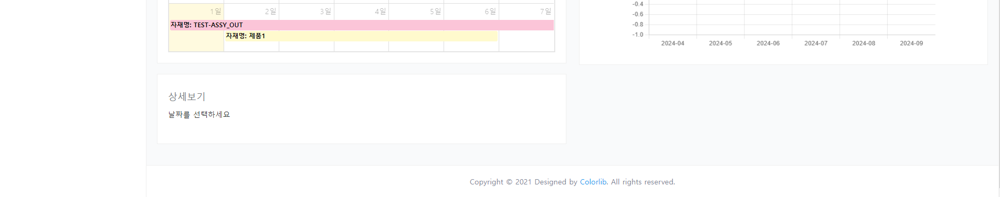 1일 2일 3일 4일 5일 6일 7일
자재명: TEST-ASSY_OUT
자재명: 제품1
-0.4
-0.6
-0.8
-1.0
2024-04 2024-05 2024-06 2024-07 2024-08 2024-09
상세보기
날짜를 선택하세요
Copyright © 2021 Designed by Colorlib. All rights reserved.